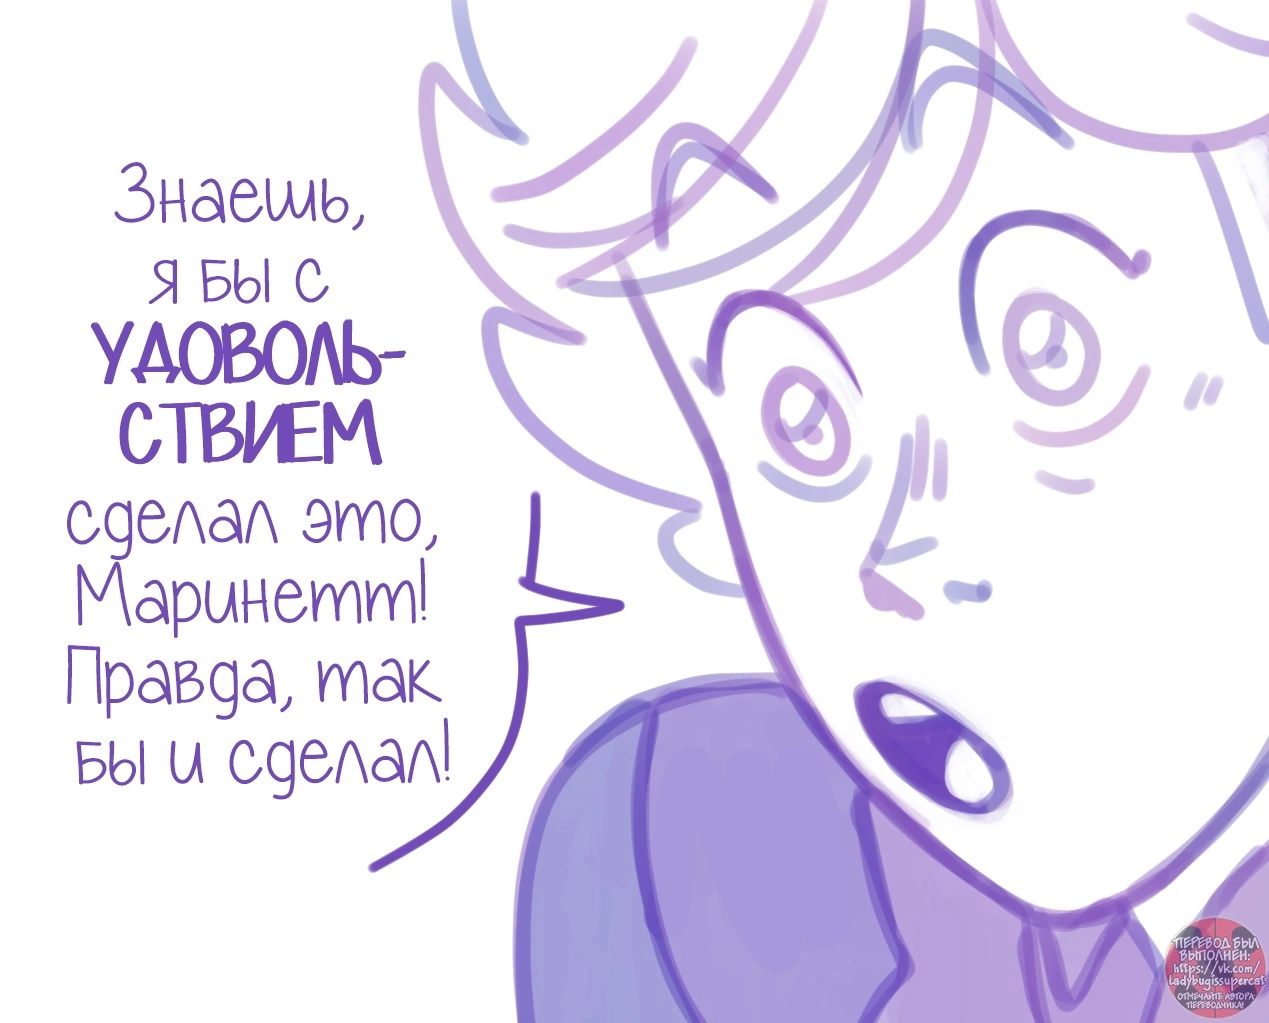 Знаешь,
я бы с
УДОВОЛЬ-
СТВИЕМ
сделал это,
Маринетт!
Правда, так
бы и сделал!
ПЕРЕВОД БЫЛ
ВЫПОЛНЕН:
https://vk.com/
ladybugissupercat
ОТМЕЧАЙТЕ АВТОРА
ПЕРЕВОДЧИКА!